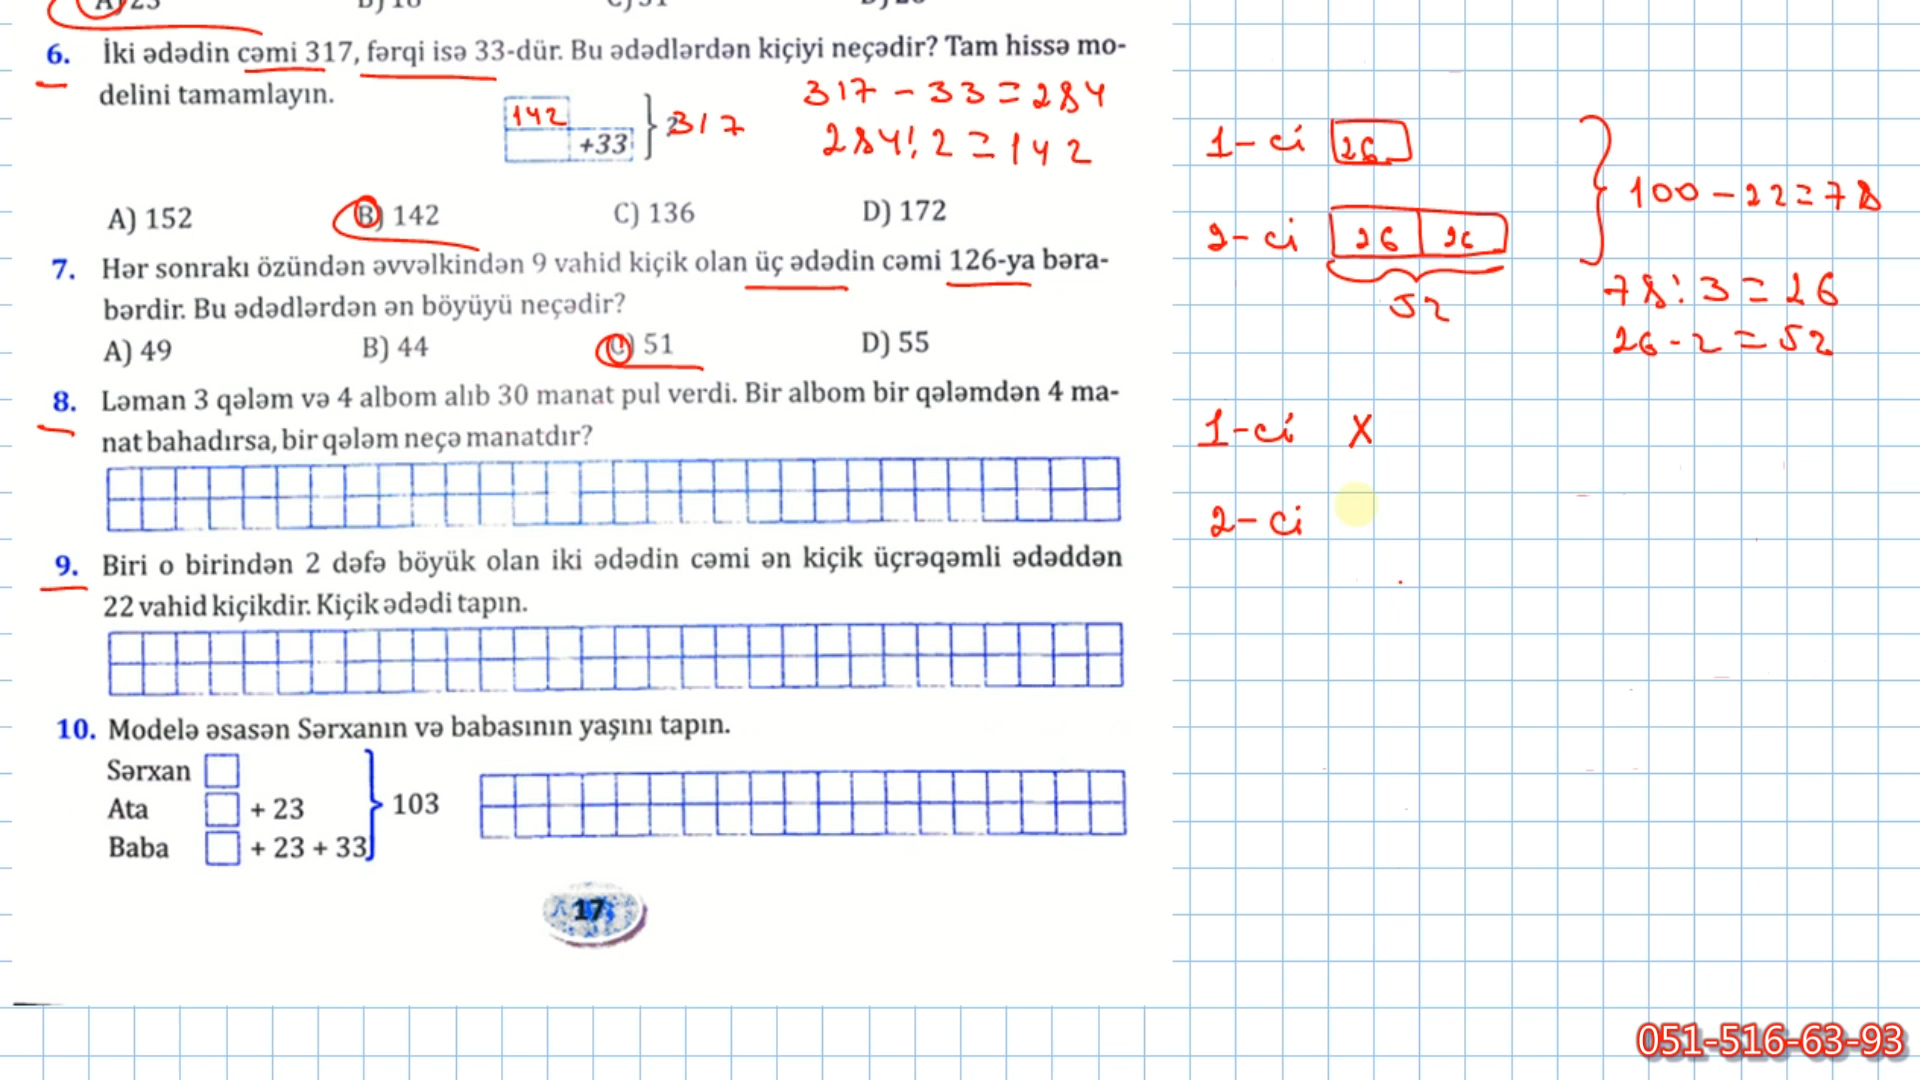 A) 23
6. İki ədədin cəmi 317, fərqi isə 33-dür. Bu ədədlərdən kiçiyi neçədir? Tam hissə mo-
delini tamamlayın.
142
+33
317
317 - 33 = 284
284 : 2 = 142
A) 152 B) 142 C) 136 D) 172
7. Hər sonrakı özündən əvvəlkindən 9 vahid kiçik olan üç ədədin cəmi 126-ya bəra-
bərdir. Bu ədədlərdən ən böyüyü neçədir?
A) 49 B) 44 C) 51 D) 55
8. Ləman 3 qələm və 4 albom alıb 30 manat pul verdi. Bir albom bir qələmdən 4 ma-
nat bahadırsa, bir qələm neçə manatdır?
9. Biri o birindən 2 dəfə böyük olan iki ədədin cəmi ən kiçik üçrəqəmli ədəddən
22 vahid kiçikdir. Kiçik ədədi tapın.
10. Modelə əsasən Sərxanın və babasının yaşını tapın.
Sərxan
Ata + 23
Baba + 23 + 33
103
17
1-ci 26
2-ci 26 26
52
100 - 22 = 78
78 : 3 = 26
26 · 2 = 52
1-ci X
2-ci
051-516-63-93